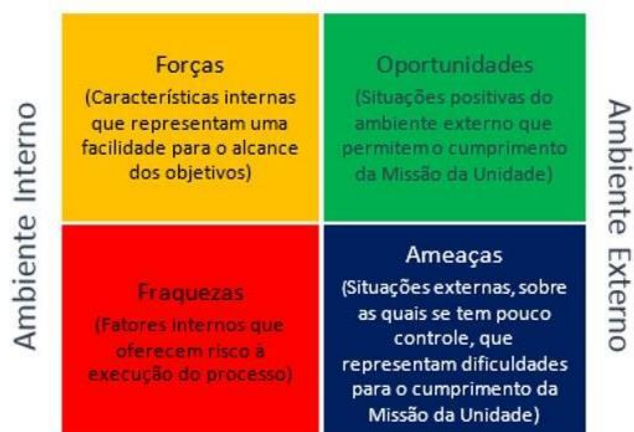 Ambiente Interno
Forças
(Características internas
que representam uma
facilidade para o alcance
dos objetivos)
Oportunidades
(Situações positivas do
ambiente externo que
permitem o cumprimento
da Missão da Unidade)
Fraquezas
(Fatores internos que
oferecem risco à
execução do processo)
Ameaças
(Situações externas, sobre
as quais se tem pouco
controle, que
representam dificuldades
para o cumprimento da
Missão da Unidade)
Ambiente Externo